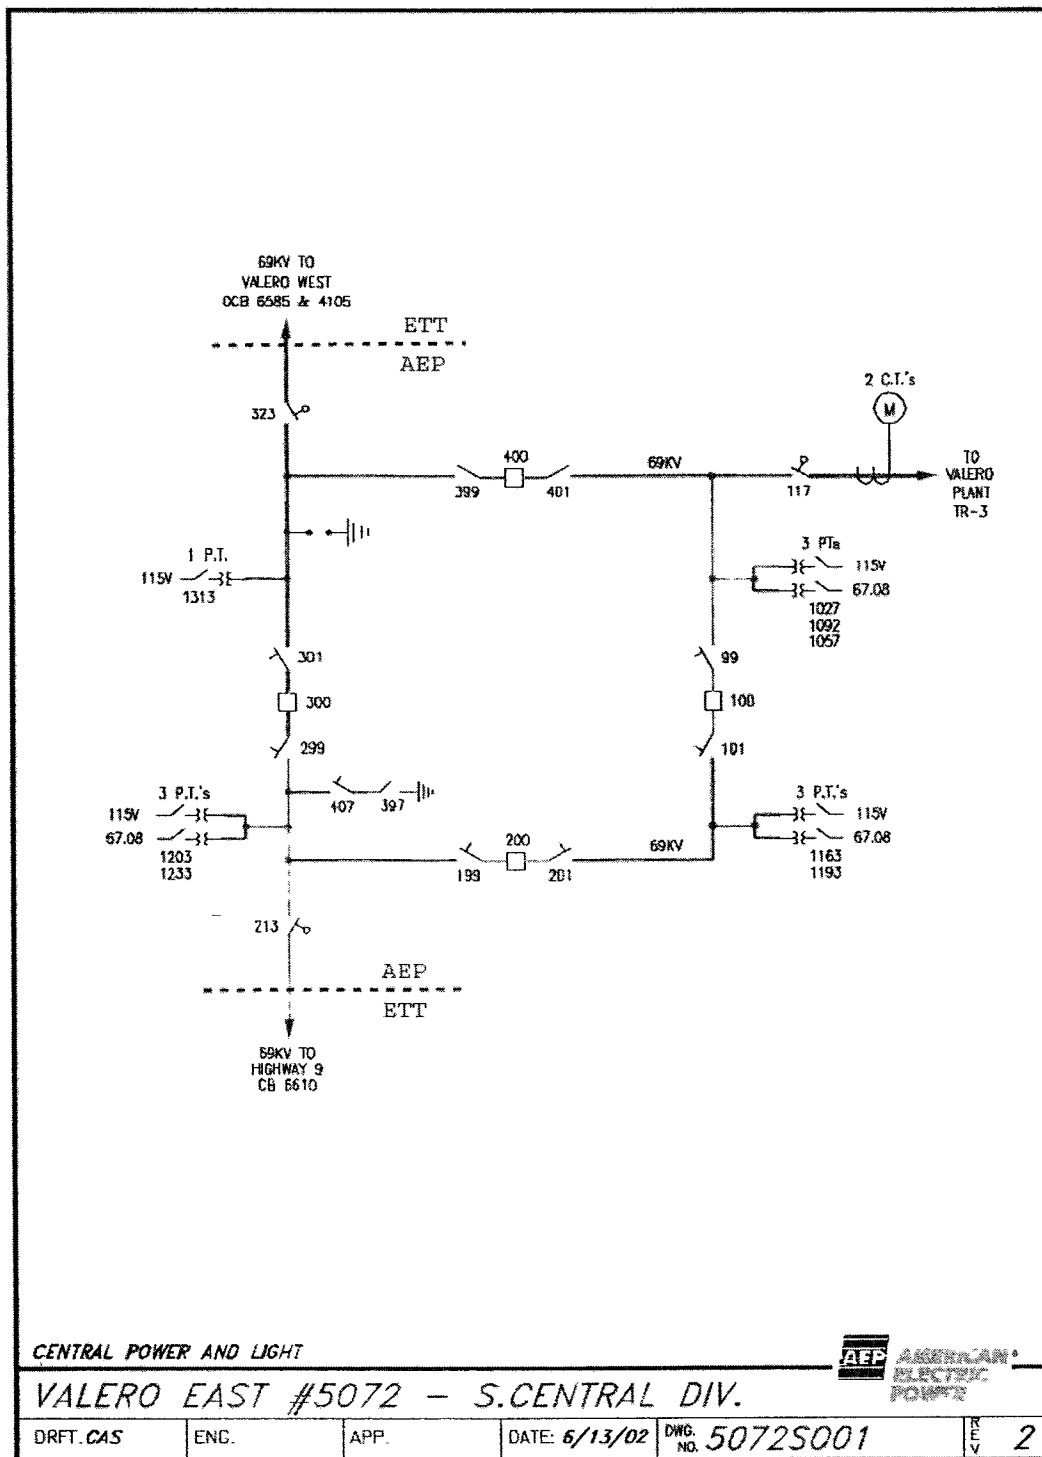 69KV TO
VALERO WEST
OCB 6585 & 4105
ETT
AEP
323
2 C.T.'s
M
400
399
401
69KV
117
TO
VALERO
PLANT
TR-3
1 P.T.
115V
1313
3 PTs
115V
67.08
1027
1092
1057
301
300
299
99
100
101
407
397
3 P.T.'s
115V
67.08
1203
1233
200
199
201
69KV
3 P.T.'s
115V
67.08
1163
1193
213
AEP
ETT
69KV TO
HIGHWAY 9
CB 6610
CENTRAL POWER AND LIGHT
AEP AMERICAN
ELECTRIC
POWER
VALERO EAST #5072 - S.CENTRAL DIV.
DRFT. CAS
ENG.
APP.
DATE: 6/13/02
DWG. NO. 5072S001
REV 2